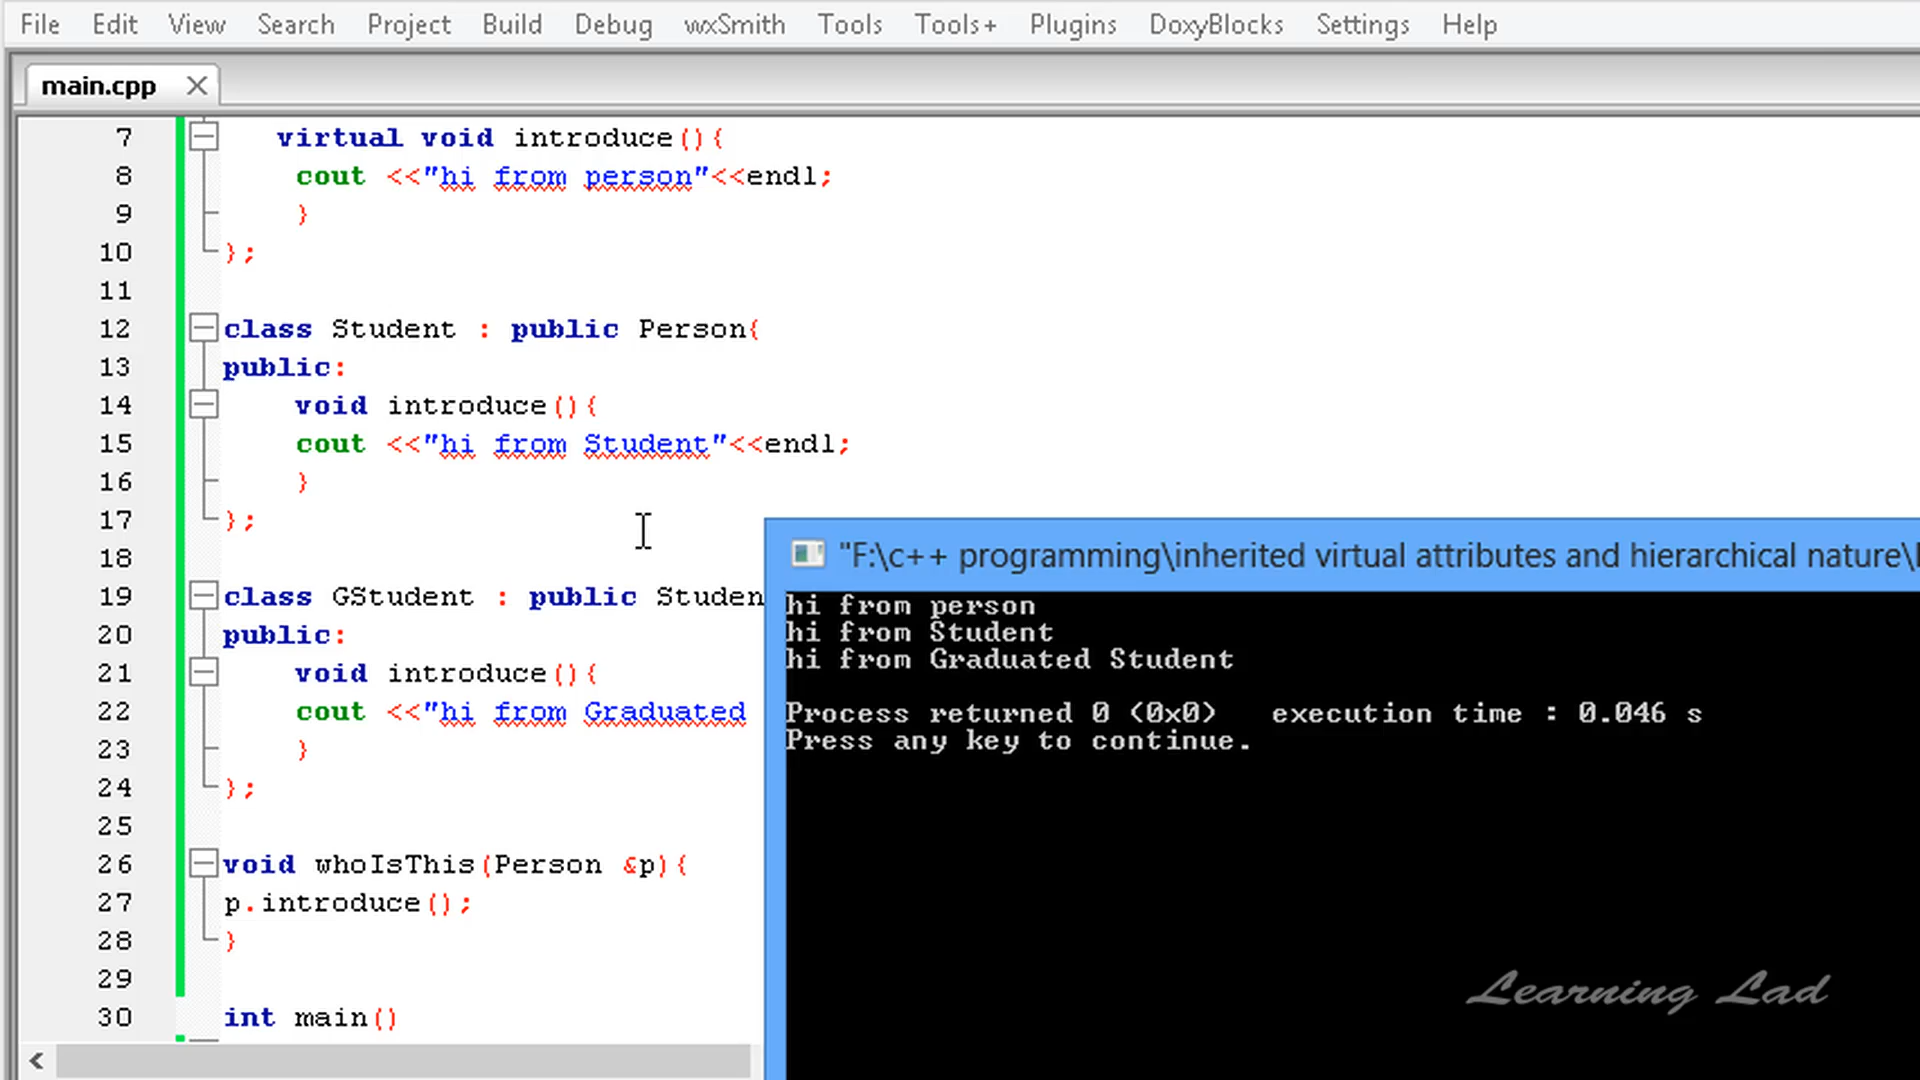 File Edit View Search Project Build Debug wxSmith Tools Tools+ Plugins DoxyBlocks Settings Help
main.cpp
7 virtual void introduce(){
8 cout <<"hi from person"<<endl;
9 }
10 };
11
12 class Student : public Person{
13 public:
14 void introduce(){
15 cout <<"hi from Student"<<endl;
16 }
17 };
18
19 class GStudent : public Studen
20 public:
21 void introduce(){
22 cout <<"hi from Graduated
23 }
24 };
25
26 void whoIsThis(Person &p){
27 p.introduce();
28 }
29
30 int main()
"F:\c++ programming\inherited virtual attributes and hierarchical nature\
hi from person
hi from Student
hi from Graduated Student
Process returned 0 (0x0) execution time : 0.046 s
Press any key to continue.
Learning Lad